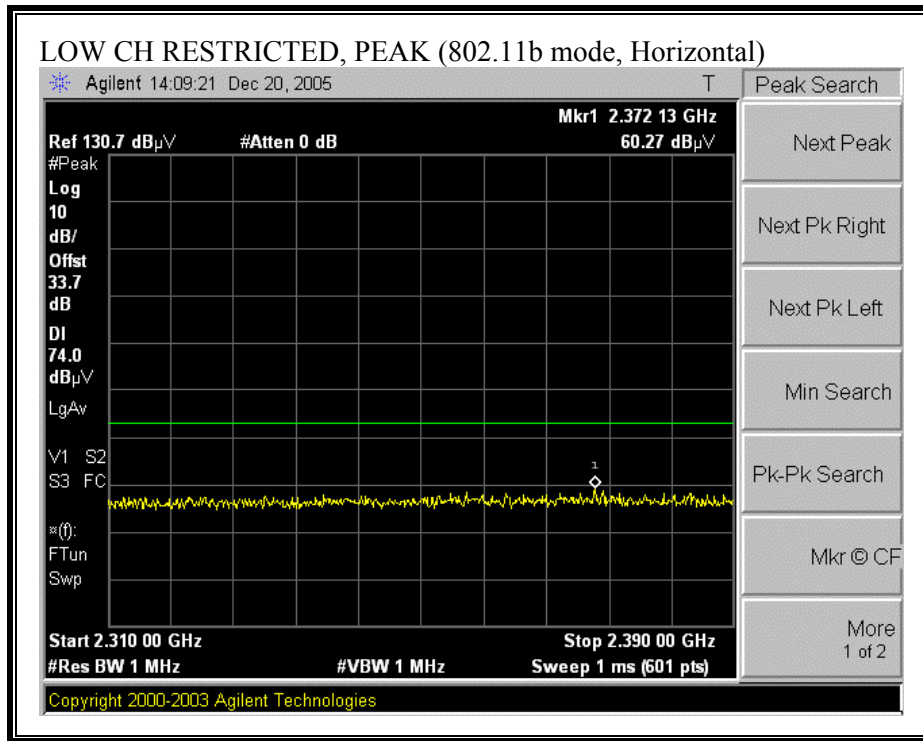 LOW CH RESTRICTED, PEAK (802.11b mode, Horizontal)
Agilent 14:09:21 Dec 20, 2005 T
Peak Search
Mkr1 2.372 13 GHz
Ref 130.7 dBµV #Atten 0 dB 60.27 dBµV
#Peak
Log
10
dB/
Offst
33.7
dB
DI
74.0
dBµV
LgAv
V1 S2
S3 FC
¤(f):
FTun
Swp
1
Start 2.310 00 GHz Stop 2.390 00 GHz
#Res BW 1 MHz #VBW 1 MHz Sweep 1 ms (601 pts)
Copyright 2000-2003 Agilent Technologies
Next Peak
Next Pk Right
Next Pk Left
Min Search
Pk-Pk Search
Mkr © CF
More
1 of 2